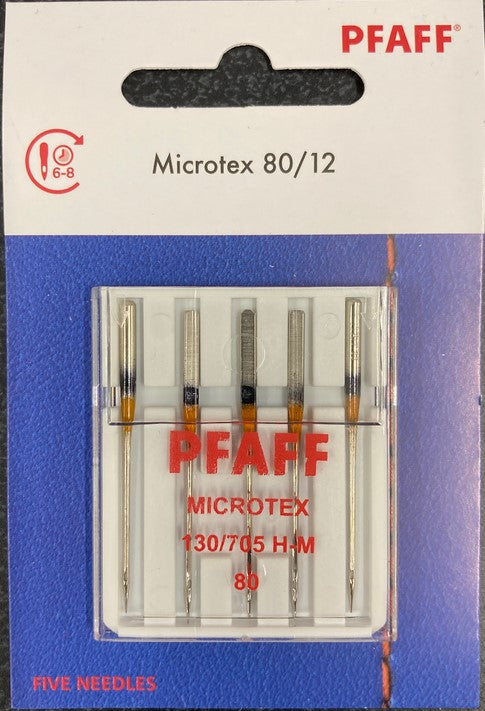 PFAFF®
6-8
Microtex 80/12
PFAFF
MICROTEX
130/705 H-M
80
FIVE NEEDLES